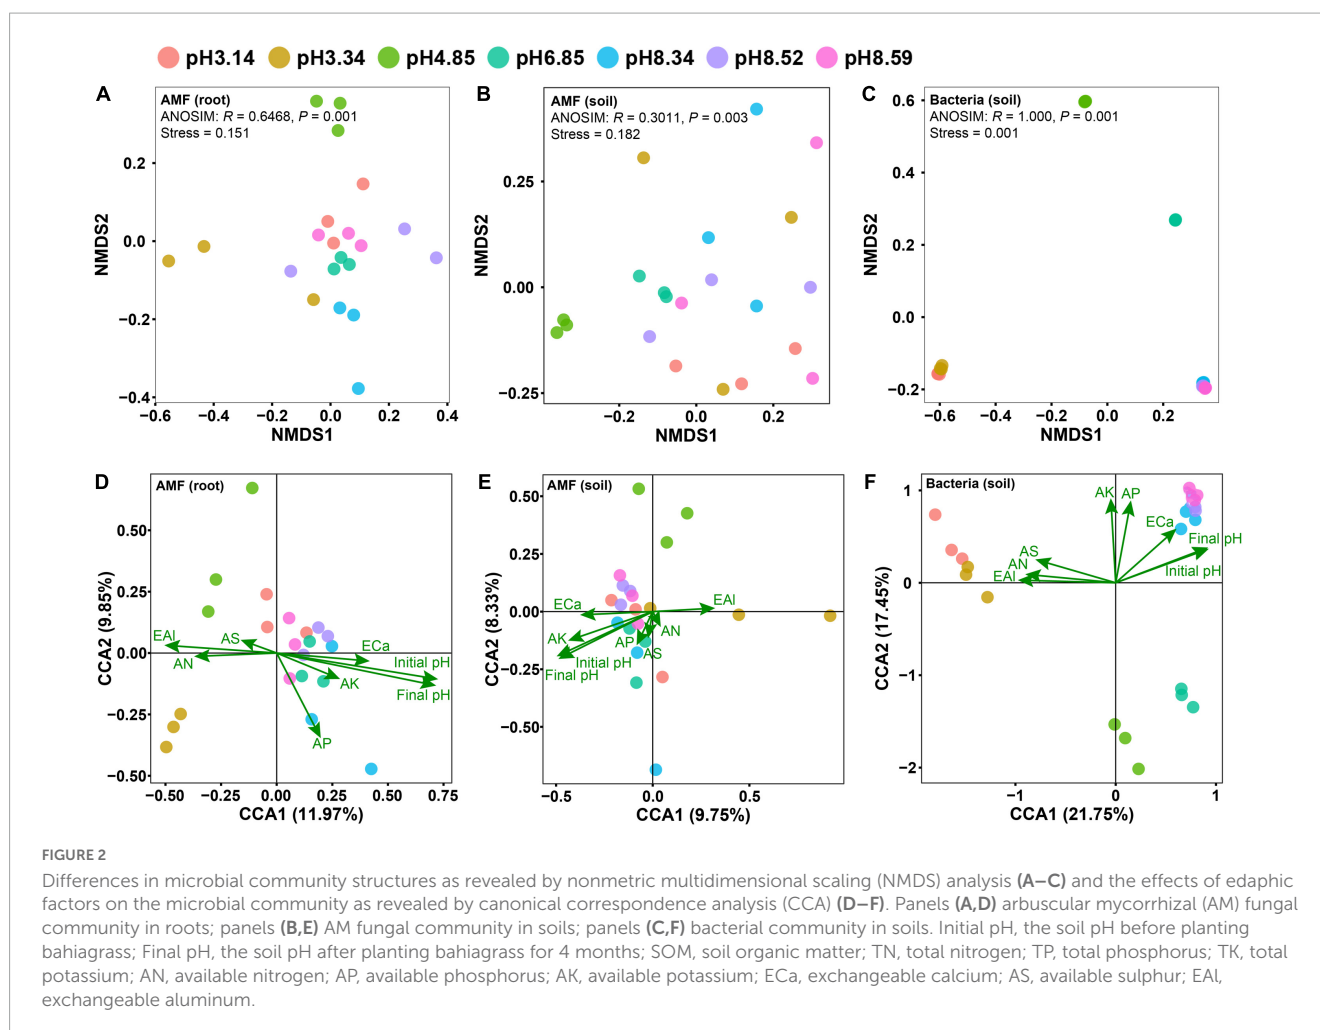 pH3.14 pH3.34 pH4.85 pH6.85 pH8.34 pH8.52 pH8.59
A
AMF (root)
ANOSIM: R = 0.6468, P = 0.001
Stress = 0.151
0.2
0.0
−0.2
−0.4
NMDS2
−0.6 −0.4 −0.2 0.0 0.2 0.4
NMDS1
B
AMF (soil)
ANOSIM: R = 0.3011, P = 0.003
Stress = 0.182
0.25
0.00
−0.25
NMDS2
−0.2 0.0 0.2
NMDS1
C
Bacteria (soil)
ANOSIM: R = 1.000, P = 0.001
Stress = 0.001
0.6
0.4
0.2
0.0
−0.2
NMDS2
−0.6 −0.4 −0.2 0.0 0.2
NMDS1
D
AMF (root)
0.50
0.25
0.00
−0.25
−0.50
CCA2 (9.85%)
EAl
AS
AN
ECa
Initial pH
AK
Final pH
AP
−0.50 −0.25 0.00 0.25 0.50 0.75
CCA1 (11.97%)
E
AMF (soil)
0.50
0.25
0.00
−0.25
−0.50
CCA2 (8.33%)
ECa
EAl
AK
AP
AN
AS
Initial pH
Final pH
−0.5 0.0 0.5
CCA1 (9.75%)
F
Bacteria (soil)
1
0
−1
−2
CCA2 (17.45%)
AK AP
ECa
Final pH
AS
AN
EAl
Initial pH
−1 0 1
CCA1 (21.75%)
FIGURE 2
Differences in microbial community structures as revealed by nonmetric multidimensional scaling (NMDS) analysis (A–C) and the effects of edaphic
factors on the microbial community as revealed by canonical correspondence analysis (CCA) (D–F). Panels (A,D) arbuscular mycorrhizal (AM) fungal
community in roots; panels (B,E) AM fungal community in soils; panels (C,F) bacterial community in soils. Initial pH, the soil pH before planting
bahiagrass; Final pH, the soil pH after planting bahiagrass for 4 months; SOM, soil organic matter; TN, total nitrogen; TP, total phosphorus; TK, total
potassium; AN, available nitrogen; AP, available phosphorus; AK, available potassium; ECa, exchangeable calcium; AS, available sulphur; EAl,
exchangeable aluminum.